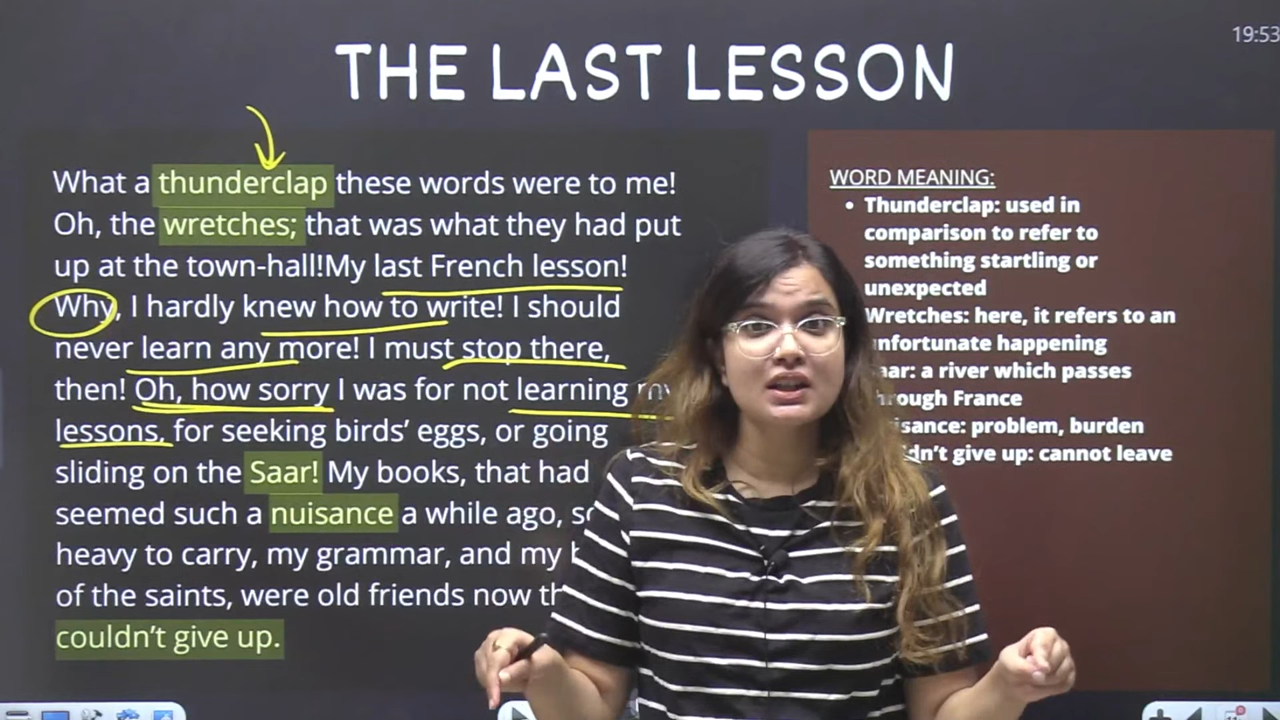 19:53
THE LAST LESSON
What a thunderclap these words were to me!
Oh, the wretches; that was what they had put
up at the town-hall!My last French lesson!
Why, I hardly knew how to write! I should
never learn any more! I must stop there,
then! Oh, how sorry I was for not learning
lessons, for seeking birds’ eggs, or going
sliding on the Saar! My books, that had
seemed such a nuisance a while ago,
heavy to carry, my grammar, and my
of the saints, were old friends now
couldn’t give up.
WORD MEANING:
• Thunderclap: used in
comparison to refer to
something startling or
unexpected
Wretches: here, it refers to an
happening
a river which passes
France
problem, burden
give up: cannot leave